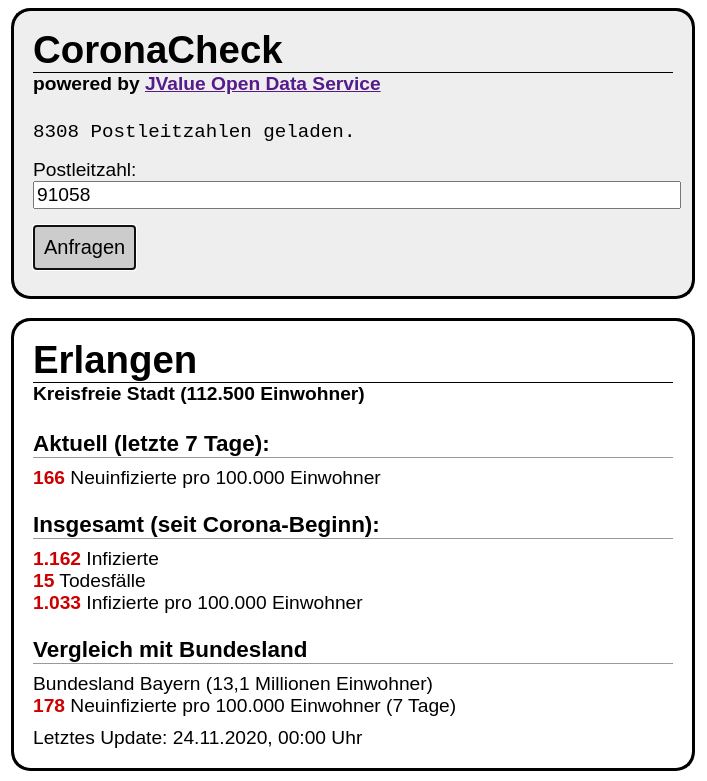 CoronaCheck
powered by JValue Open Data Service
8308 Postleitzahlen geladen.
Postleitzahl:
91058
Anfragen
Erlangen
Kreisfreie Stadt (112.500 Einwohner)
Aktuell (letzte 7 Tage):
166 Neuinfizierte pro 100.000 Einwohner
Insgesamt (seit Corona-Beginn):
1.162 Infizierte
15 Todesfälle
1.033 Infizierte pro 100.000 Einwohner
Vergleich mit Bundesland
Bundesland Bayern (13,1 Millionen Einwohner)
178 Neuinfizierte pro 100.000 Einwohner (7 Tage)
Letztes Update: 24.11.2020, 00:00 Uhr